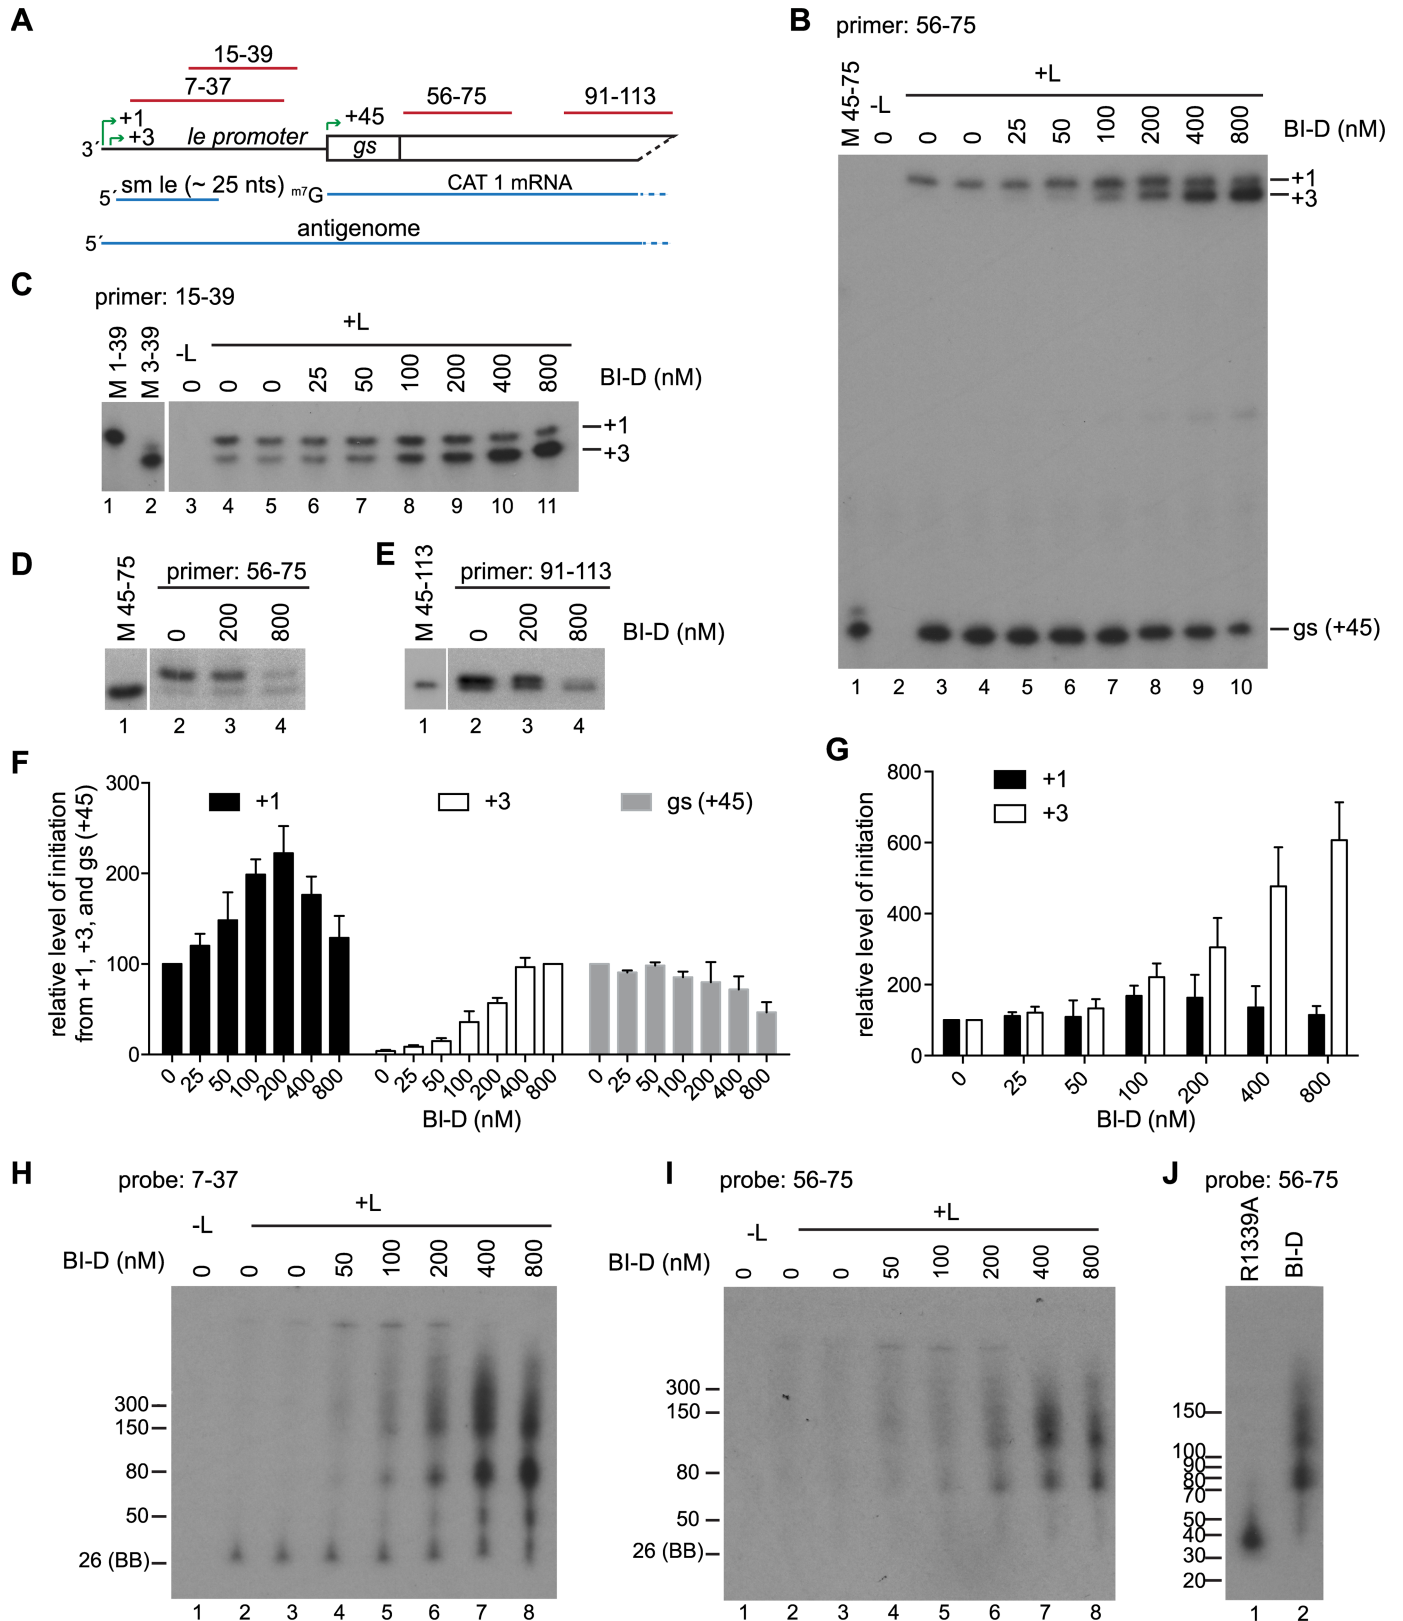 A
15-39
7-37
56-75
91-113
+1
+3
+45
3´
le promoter
gs
5´
sm le (~ 25 nts)
m7G
CAT 1 mRNA
antigenome
5´
B
primer: 56-75
M 45-75
-L
+L
0 0 0 25 50 100 200 400 800
BI-D (nM)
+1
+3
gs (+45)
1 2 3 4 5 6 7 8 9 10
C
primer: 15-39
M 1-39
M 3-39
-L
+L
0 0 0 25 50 100 200 400 800
BI-D (nM)
+1
+3
1 2 3 4 5 6 7 8 9 10 11
D
M 45-75
primer: 56-75
0 200 800
1 2 3 4
E
M 45-113
primer: 91-113
0 200 800
BI-D (nM)
1 2 3 4
F
relative level of initiation
from +1, +3, and gs (+45)
300
200
100
0
+1
+3
gs (+45)
0 25 50 100 200 400 800
0 25 50 100 200 400 800
0 25 50 100 200 400 800
BI-D (nM)
G
relative level of initiation
800
600
400
200
0
+1
+3
0 25 50 100 200 400 800
BI-D (nM)
H
probe: 7-37
-L
+L
BI-D (nM)
0 0 0 50 100 200 400 800
300
150
80
50
26 (BB)
1 2 3 4 5 6 7 8
I
probe: 56-75
-L
+L
BI-D (nM)
0 0 0 50 100 200 400 800
300
150
80
50
26 (BB)
1 2 3 4 5 6 7 8
J
probe: 56-75
R1339A
BI-D
150
100
90
80
70
50
40
30
20
1 2